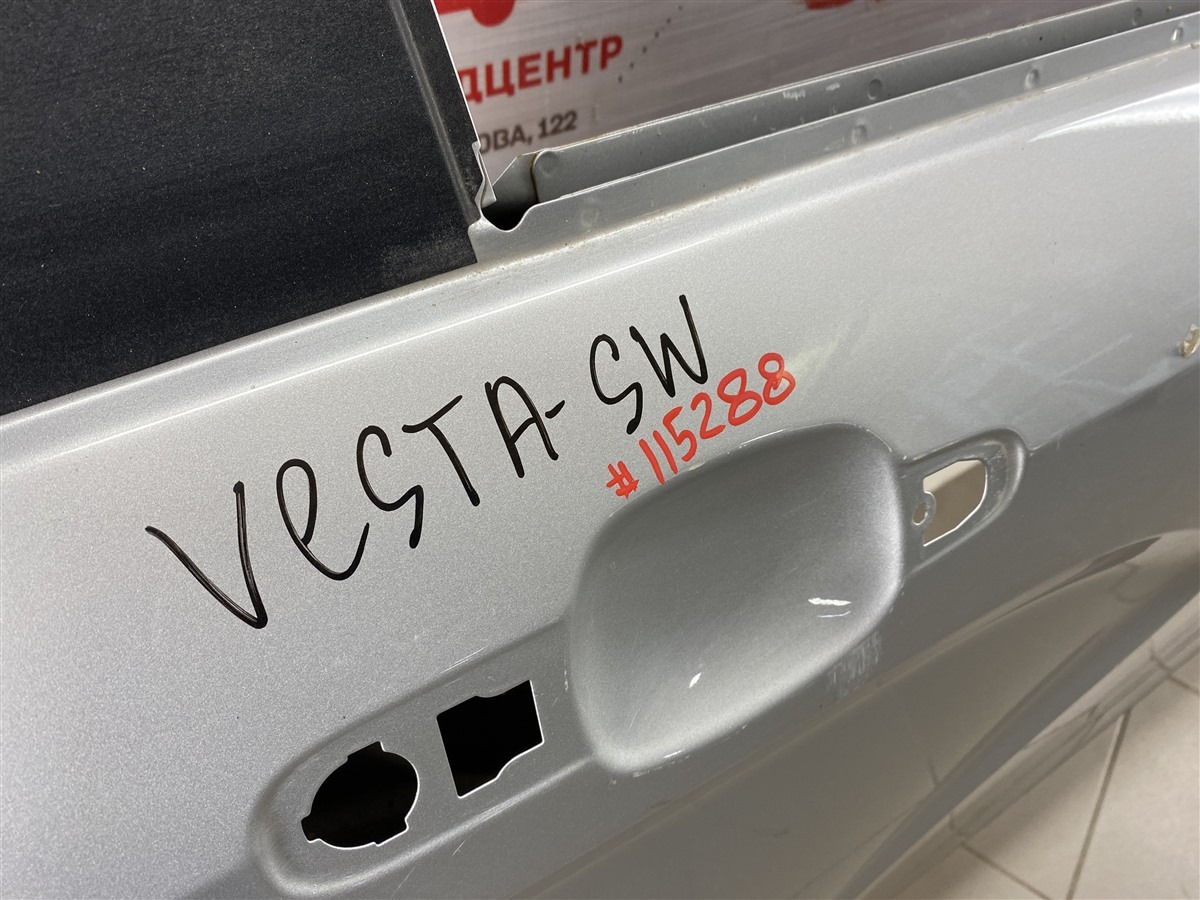 ДЦЕНТР
ОВА, 122
VeSTA-SW
#115288